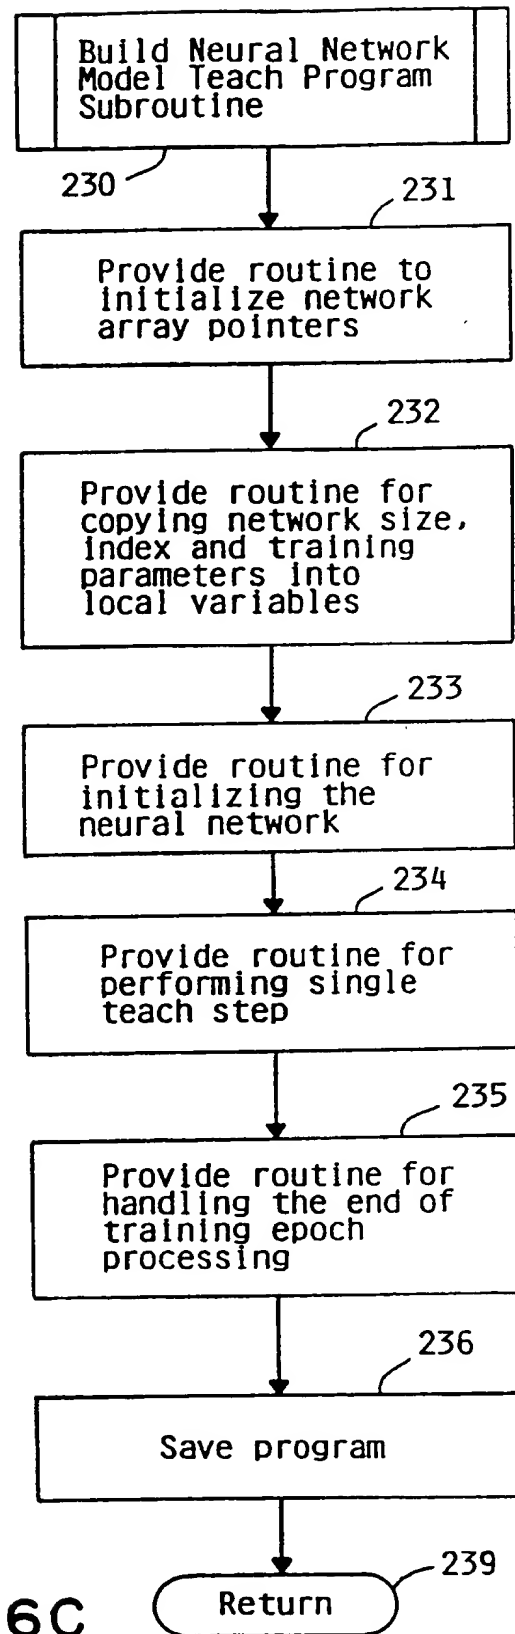 Build Neural Network
Model Teach Program
Subroutine
230
231
Provide routine to
initialize network
array pointers
232
Provide routine for
copying network size,
index and training
parameters into
local variables
233
Provide routine for
initializing the
neural network
234
Provide routine for
performing single
teach step
235
Provide routine for
handling the end of
training epoch
processing
236
Save program
239
Return
6C